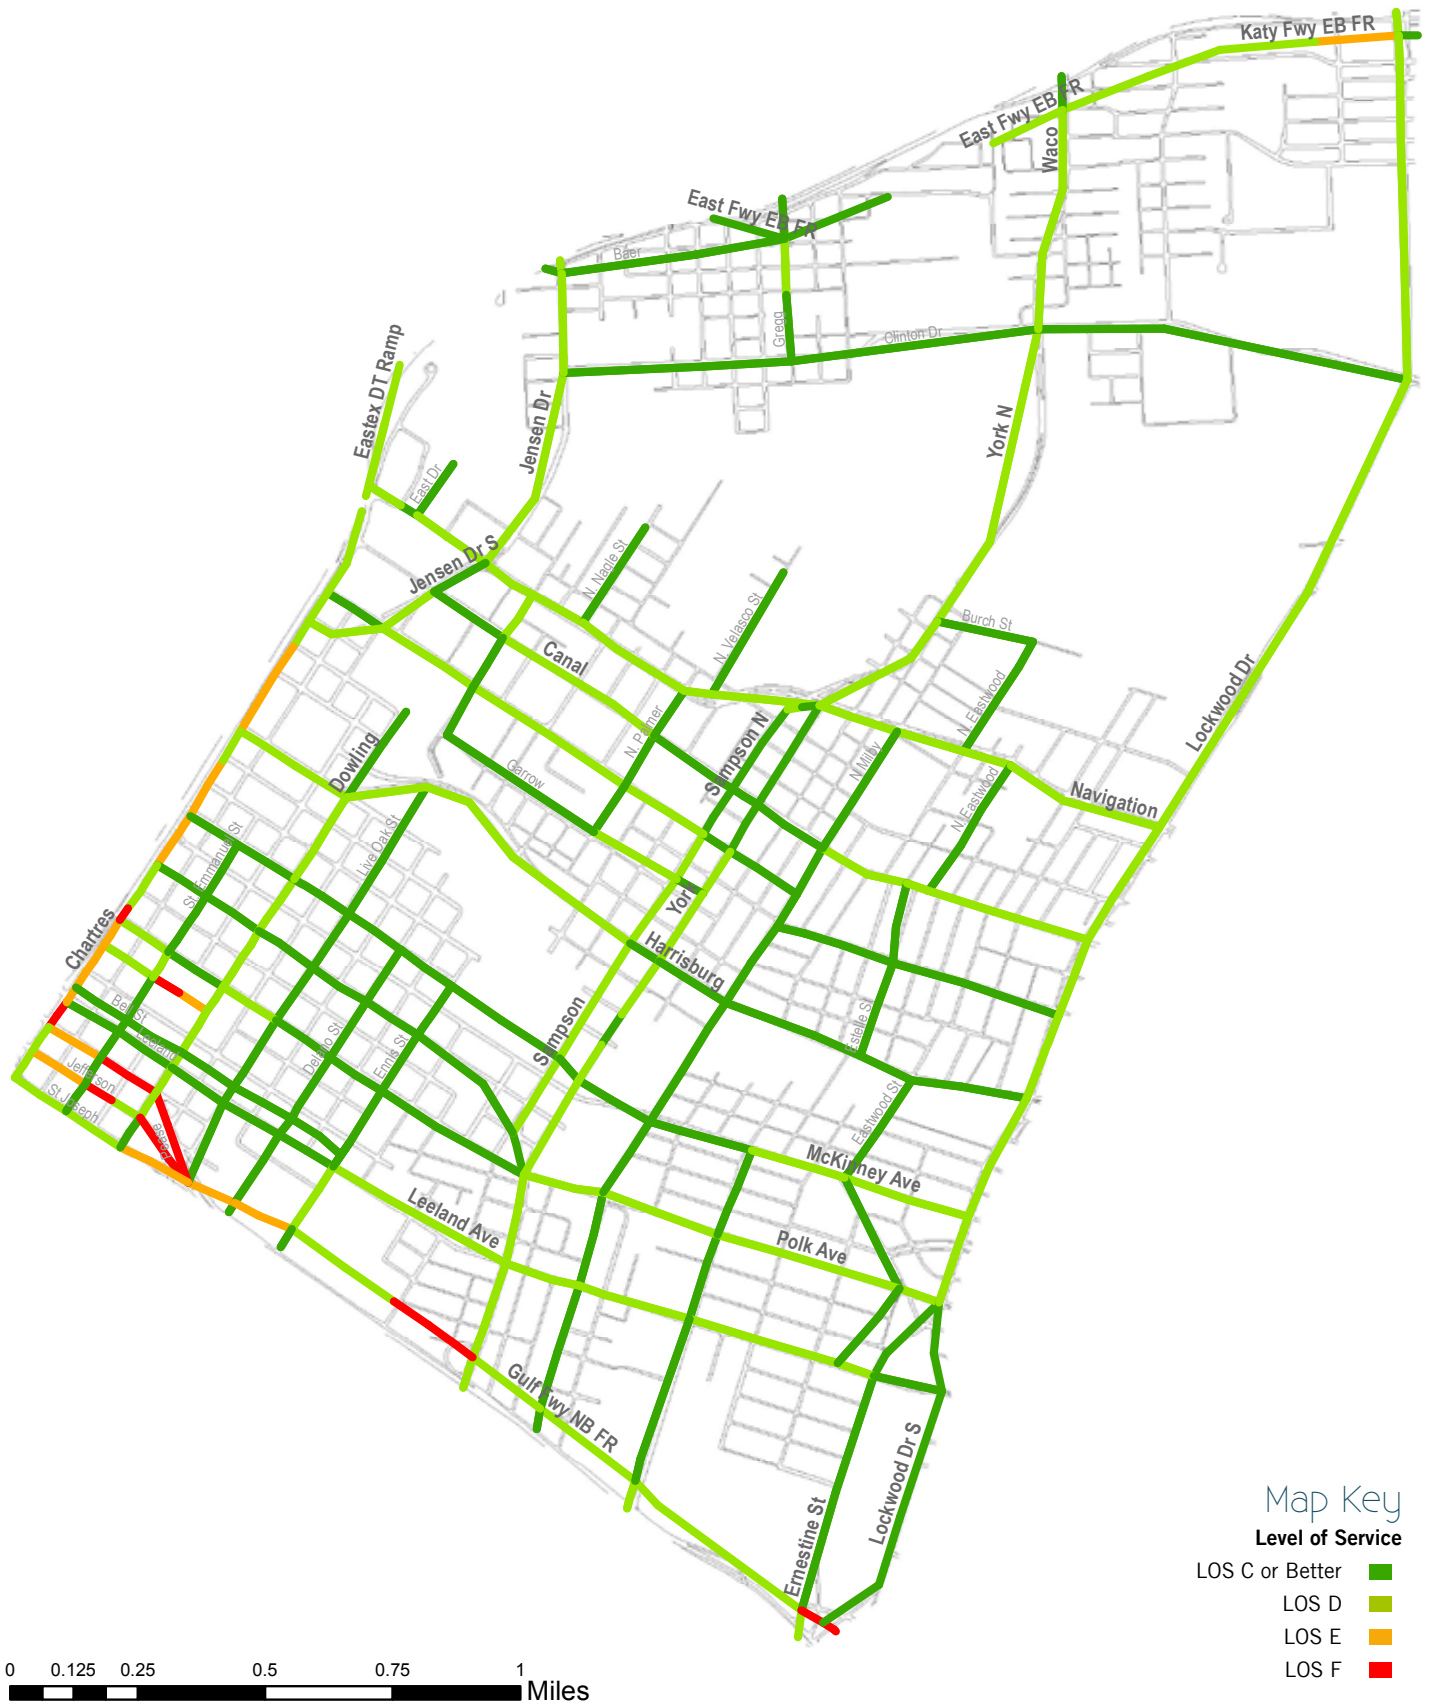 Katy Fwy EB FR
East Fwy EB FR
Waco
East Fwy EB FR
Baer
Gregg
Clinton Dr
Eastex DT Ramp
Jensen Dr
York N
East Dr
Jensen Dr S
N. Nagle St
N. Velasco St
Burch St
Canal
N. Eastwood
Lockwood Dr
N. Palmer
Sampson N
N Milby
Dowling
Garrow
N. Eastwood
Navigation
Live Oak St
St. Emmanuel St
York
Chartres
Harrisburg
Bell St
Leeland
Sampson
Estelle St
Delano St
Ennis St
Jefferson
St Joseph
Pease
Eastwood St
McKinney Ave
Leeland Ave
Polk Ave
Gulf Fwy NB FR
Ernestine St
Lockwood Dr S
Map Key
Level of Service
LOS C or Better
LOS D
LOS E
LOS F
0 0.125 0.25 0.5 0.75 1
Miles